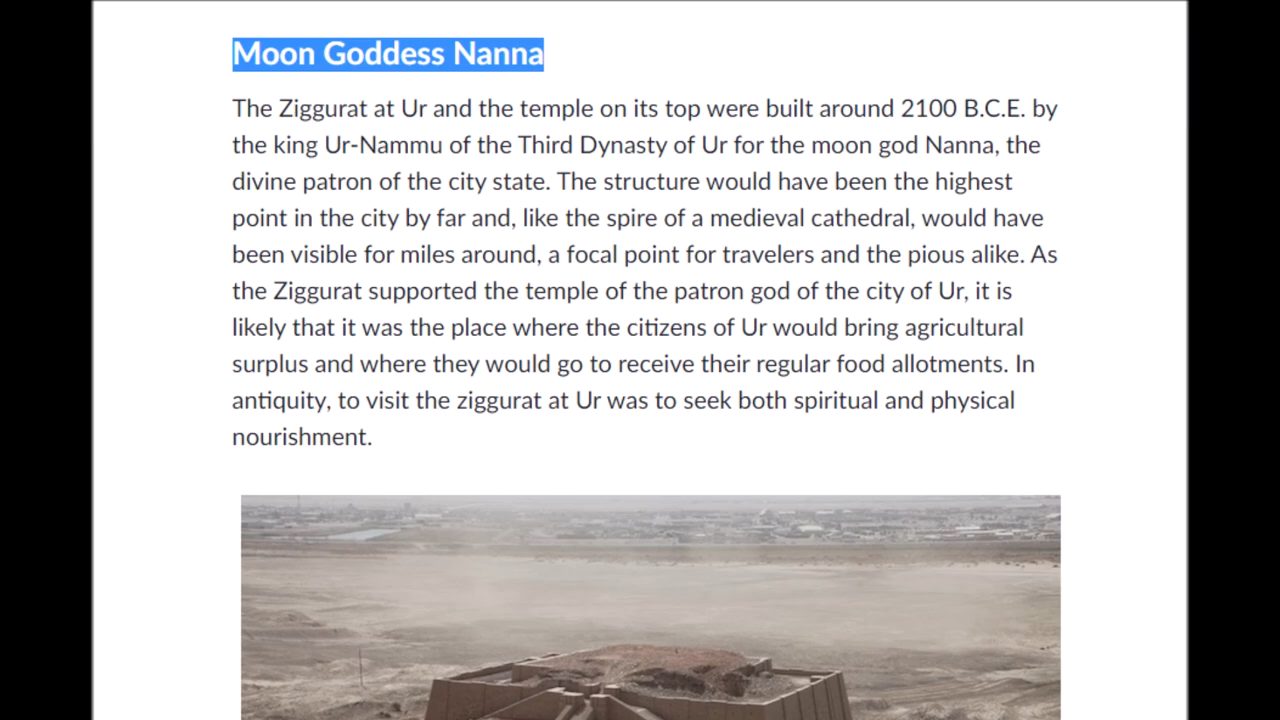 Moon Goddess Nanna
The Ziggurat at Ur and the temple on its top were built around 2100 B.C.E. by
the king Ur-Nammu of the Third Dynasty of Ur for the moon god Nanna, the
divine patron of the city state. The structure would have been the highest
point in the city by far and, like the spire of a medieval cathedral, would have
been visible for miles around, a focal point for travelers and the pious alike. As
the Ziggurat supported the temple of the patron god of the city of Ur, it is
likely that it was the place where the citizens of Ur would bring agricultural
surplus and where they would go to receive their regular food allotments. In
antiquity, to visit the ziggurat at Ur was to seek both spiritual and physical
nourishment.